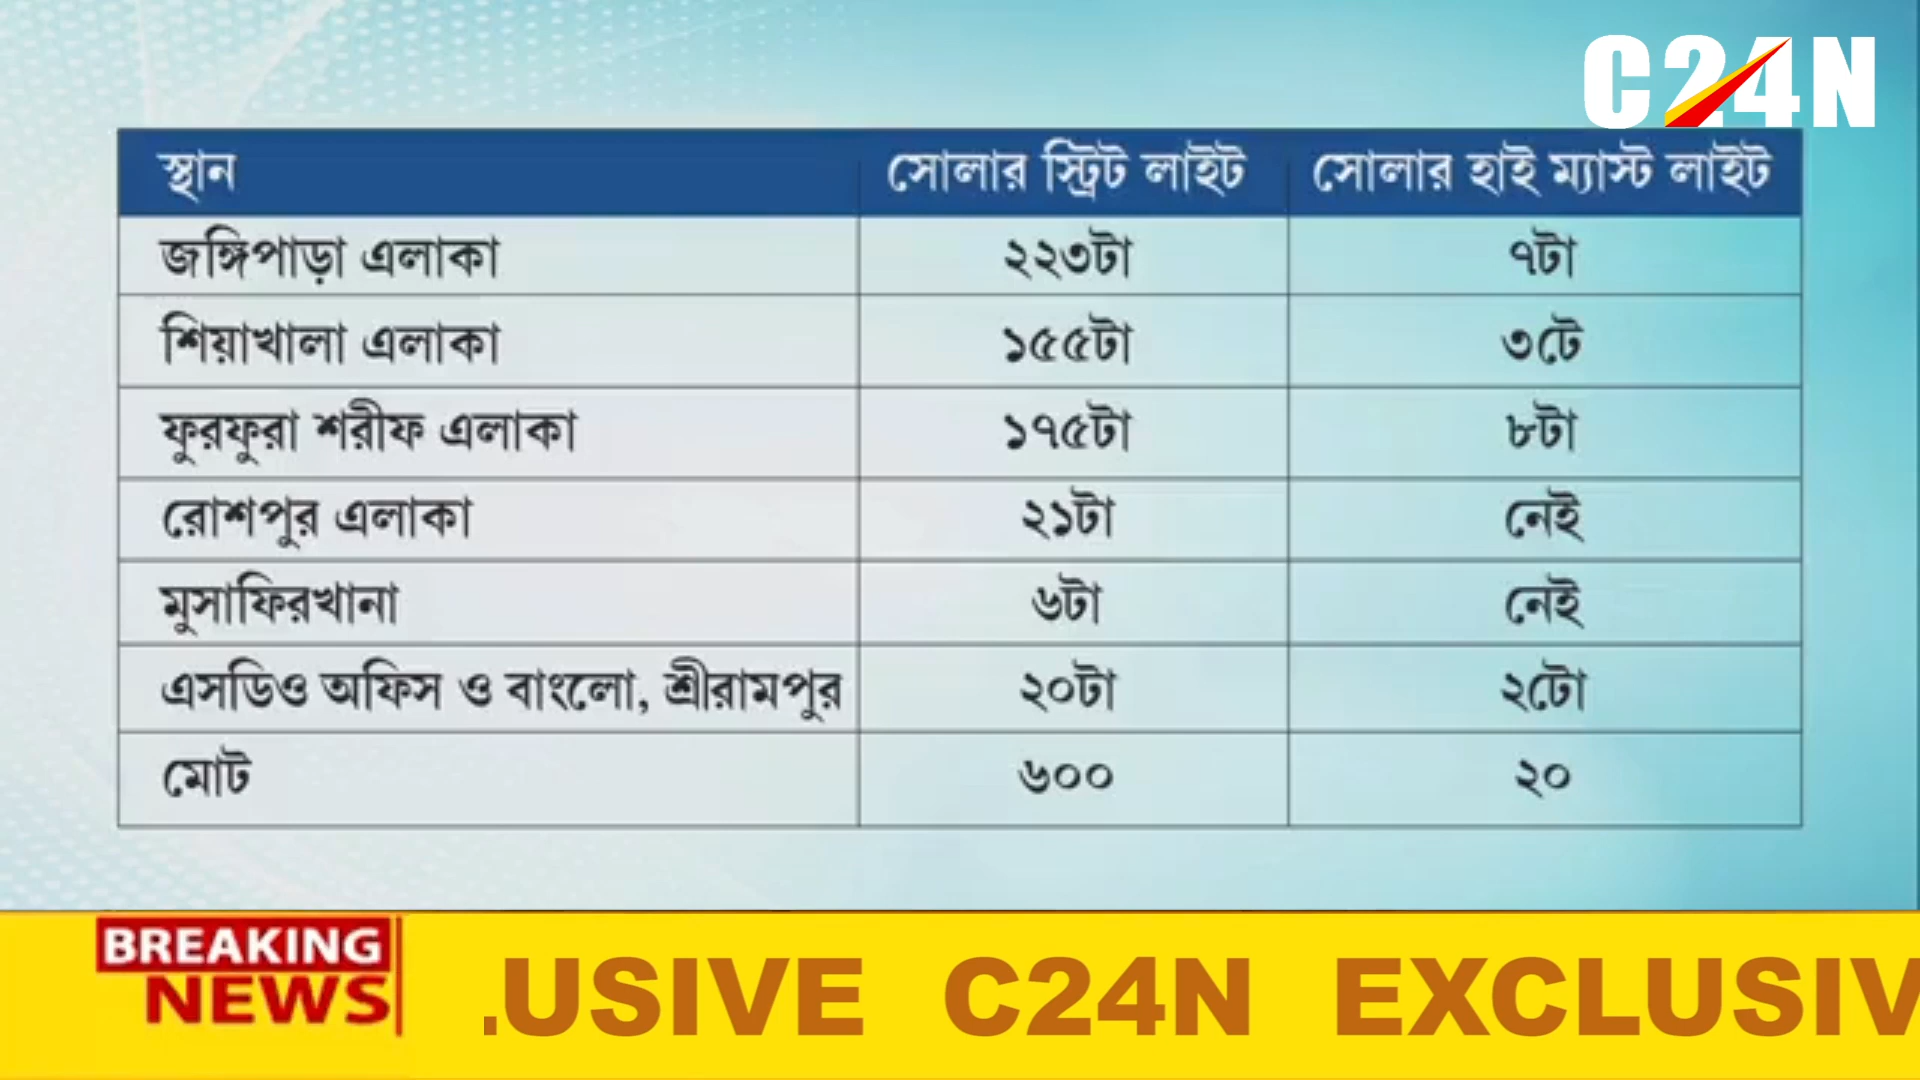 C24N
স্থান সোলার স্ট্রিট লাইট সোলার হাই ম্যাস্ট লাইট
জঙ্গিপাড়া এলাকা ২২৩টা ৭টা
শিয়াখালা এলাকা ১৫৫টা ৩টে
ফুরফুরা শরীফ এলাকা ১৭৫টা ৮টা
রোশপুর এলাকা ২১টা নেই
মুসাফিরখানা ৬টা নেই
এসডিও অফিস ও বাংলো, শ্রীরামপুর ২০টা ২টো
মোট ৬০০ ২০
BREAKING
NEWS
.USIVE C24N EXCLUSIV